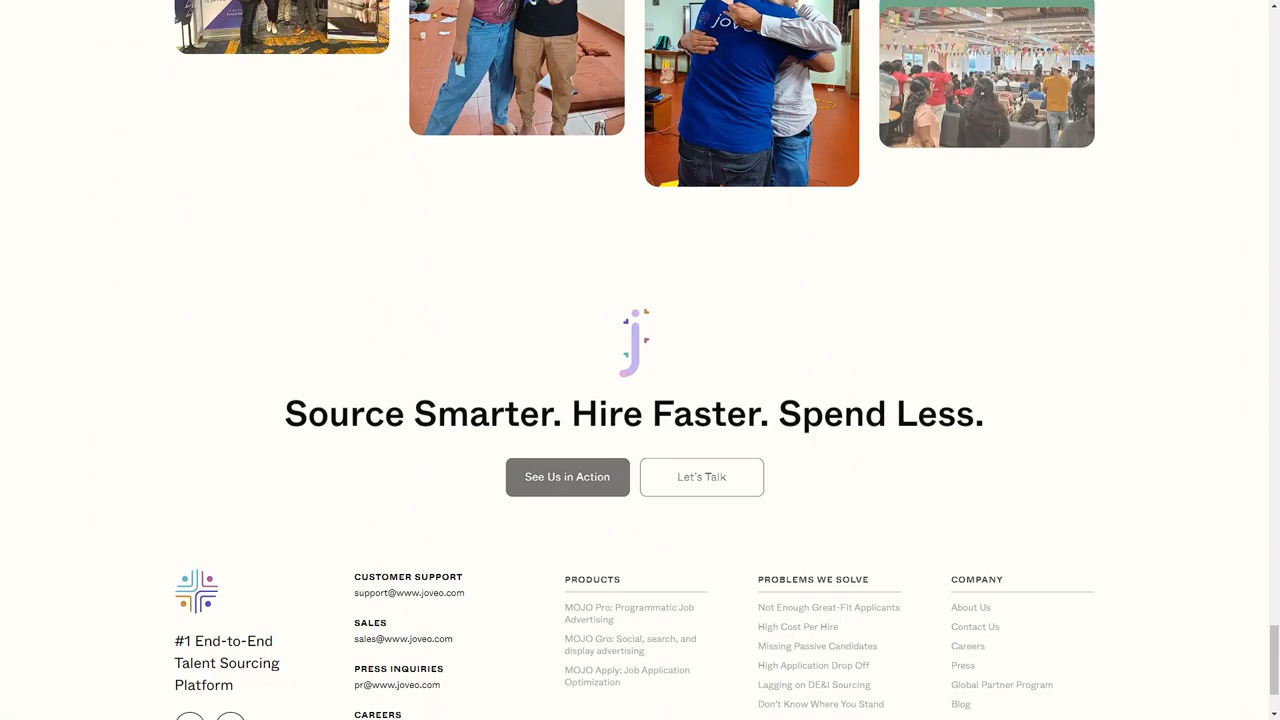 Source Smarter. Hire Faster. Spend Less.
See Us in Action
Let's Talk
#1 End-to-End
Talent Sourcing
Platform
CUSTOMER SUPPORT
support@www.joveo.com
SALES
sales@www.joveo.com
PRESS INQUIRIES
pr@www.joveo.com
CAREERS
PRODUCTS
MOJO Pro: Programmatic Job
Advertising
MOJO Gro: Social, search, and
display advertising
MOJO Apply: Job Application
Optimization
PROBLEMS WE SOLVE
Not Enough Great-Fit Applicants
High Cost Per Hire
Missing Passive Candidates
High Application Drop Off
Lagging on DE&I Sourcing
Don't Know Where You Stand
COMPANY
About Us
Contact Us
Careers
Press
Global Partner Program
Blog